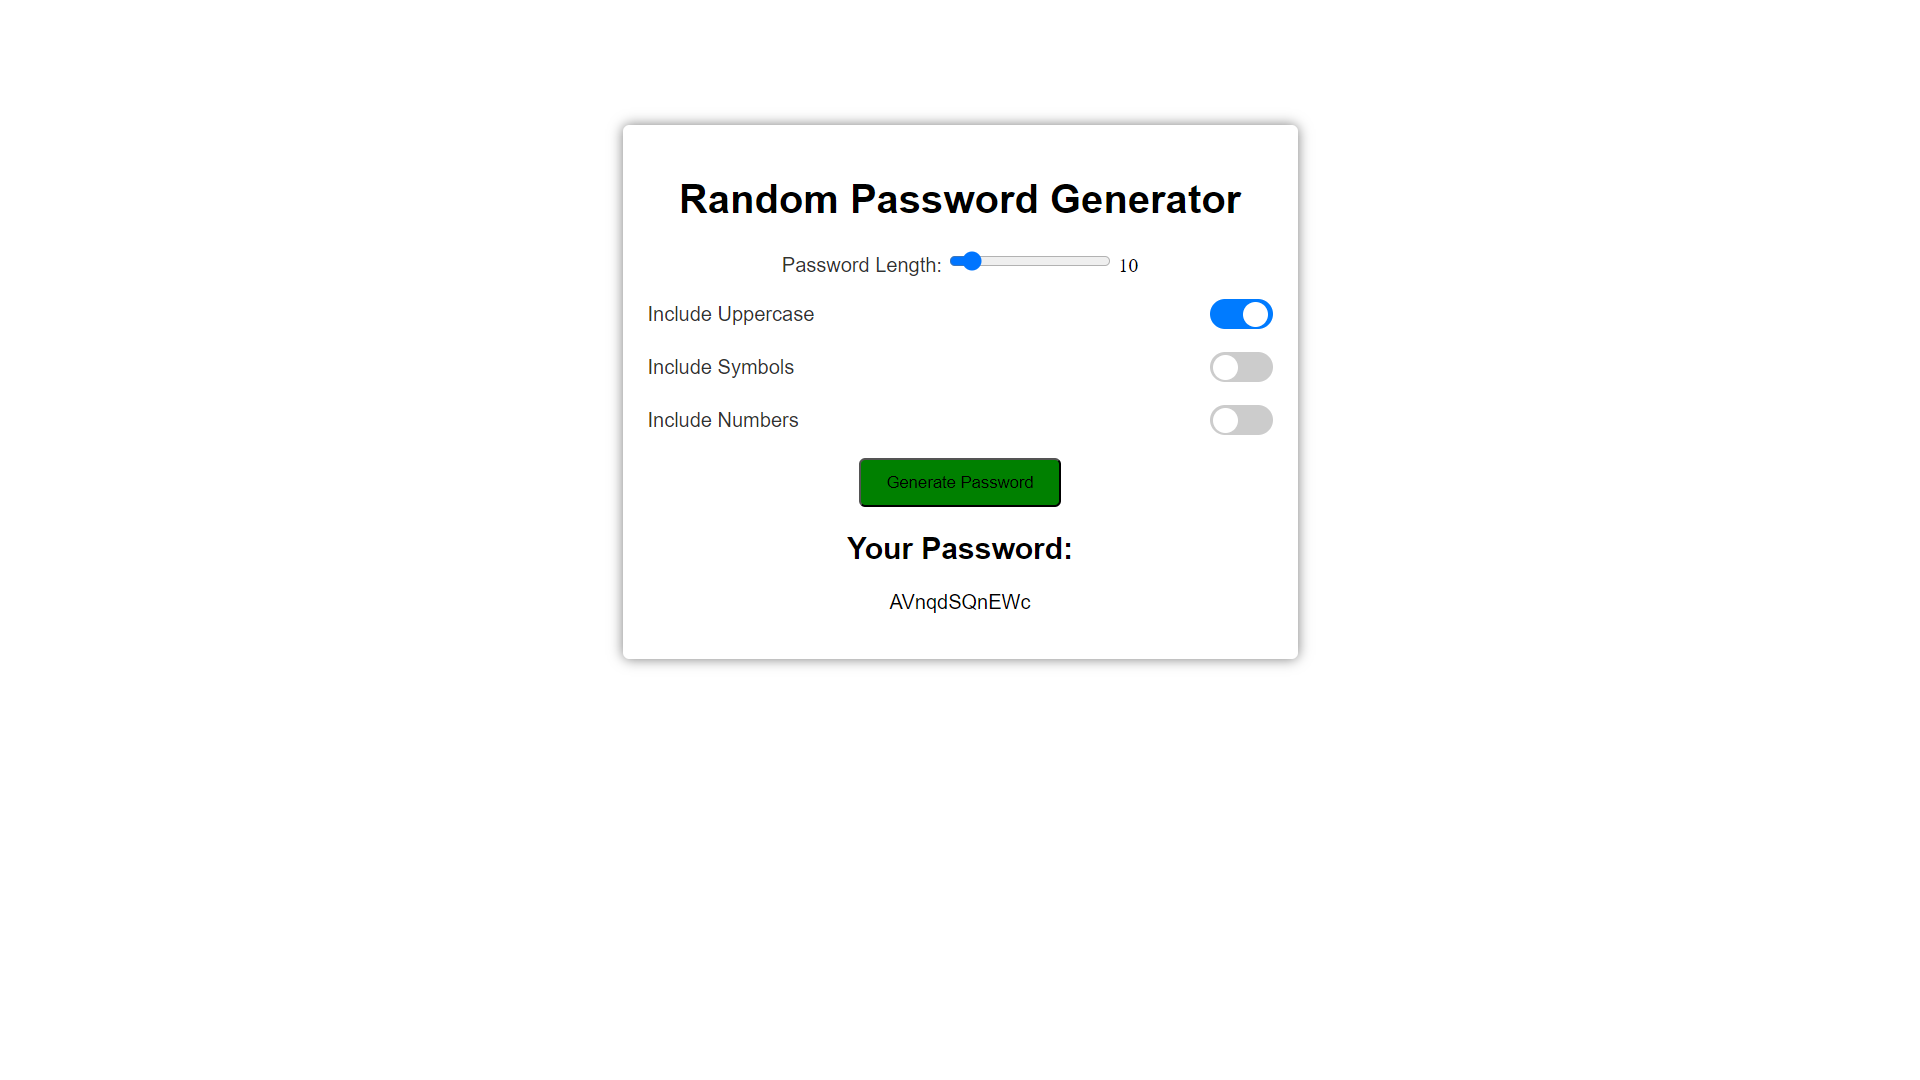 Random Password Generator
Password Length: 10
Include Uppercase
Include Symbols
Include Numbers
Generate Password
Your Password:
AVnqdSQnEWc